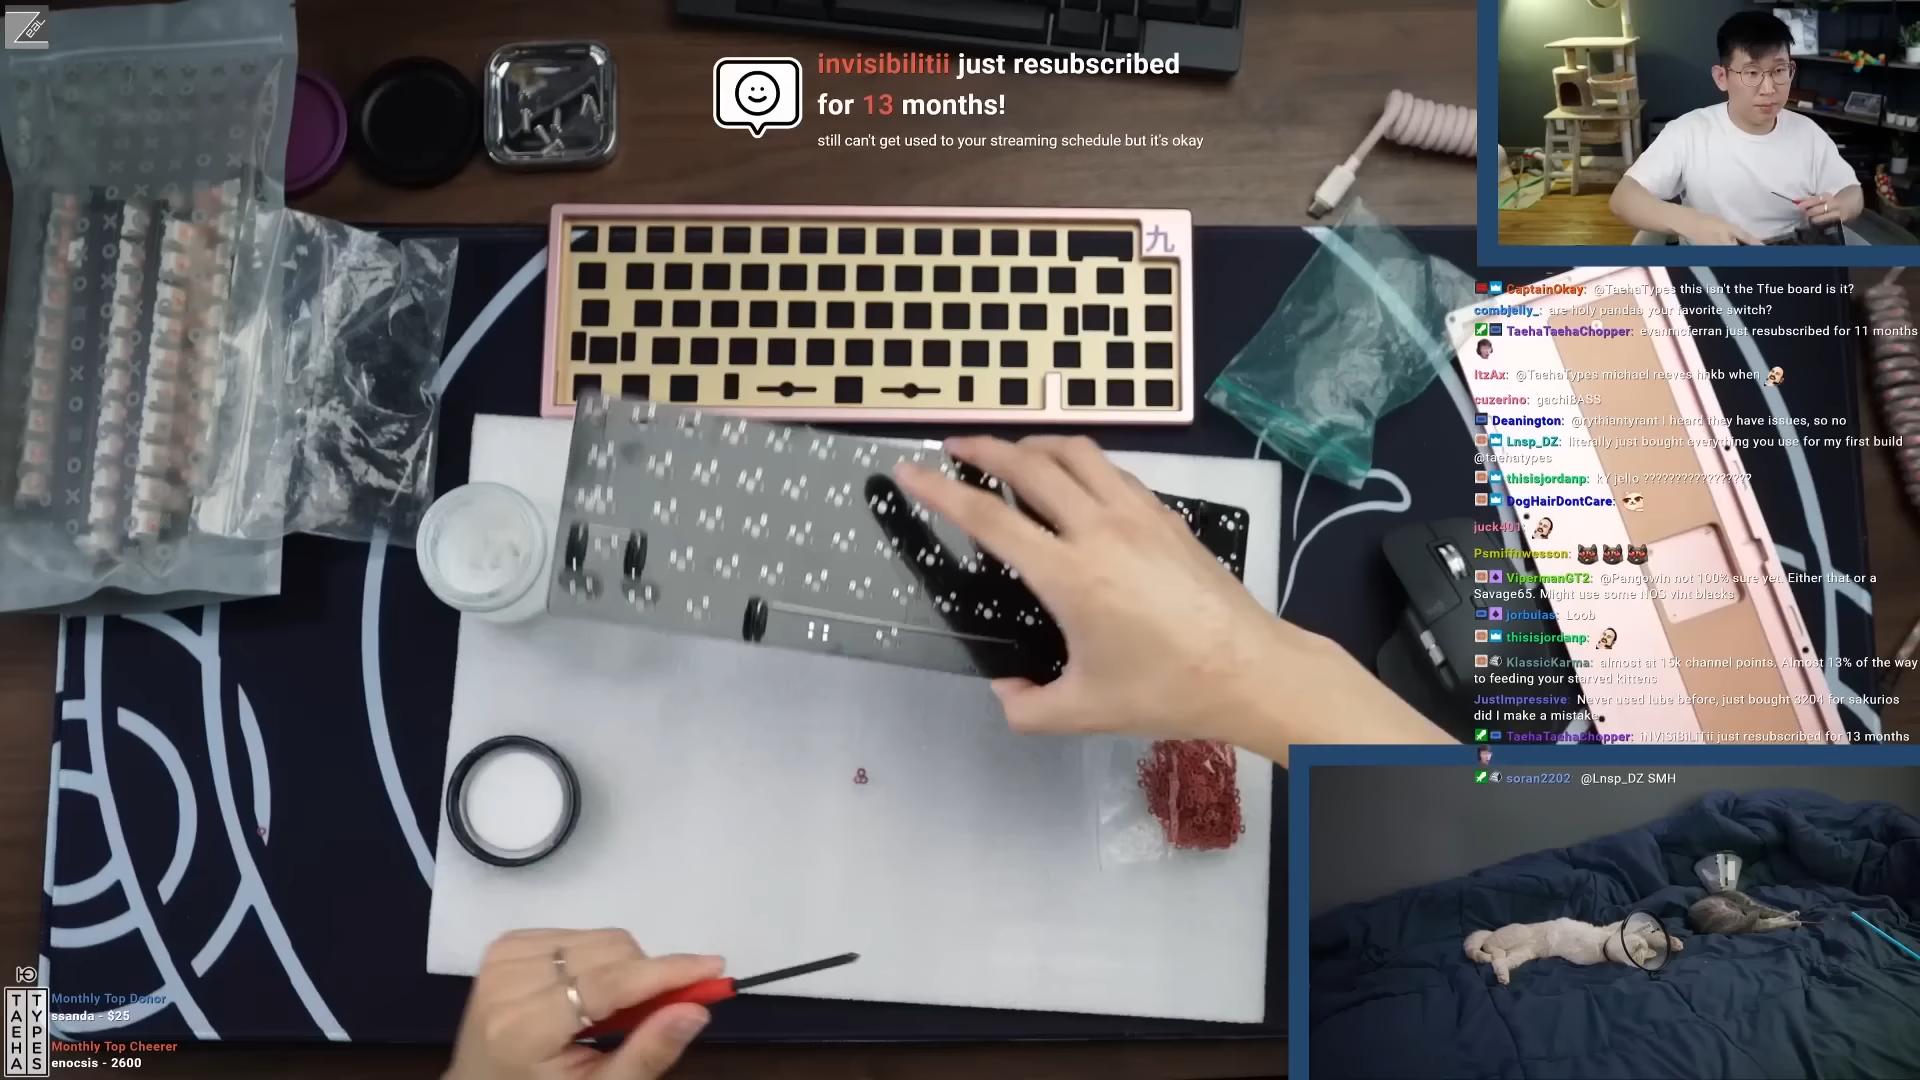 Zeal
invisibilitii just resubscribed
for 13 months!
still can't get used to your streaming schedule but it's okay
九
CaptainOkay: @TaehaTypes this isn't the Tfue board is it?
combjelly_: are holy pandas your favorite switch?
TaehaTaehaChopper: evanmcferran just resubscribed for 11 months
ItzAx: @TaehaTypes michael reeves hhkb when
cuzerino: gachiBASS
Deanington: @rythiantyrant I heard they have issues, so no
Lnsp_DZ: literally just bought everything you use for my first build
@taehatypes
thisisjordanp: kY jello ????????????????
DogHairDontCare:
juck401:
Psmiffnwesson:
VipermanGT2: @Pangowin not 100% sure yet. Either that or a
Savage65. Might use some NOS vint blacks
jorbulas: Loob
thisisjordanp:
KlassicKarma: almost at 15k channel points. Almost 13% of the way
to feeding your starved kittens
JustImpressive: Never used lube before, just bought 3204 for sakurios
did I make a mistake
TaehaTaehaChopper: iNViSiBiLiTii just resubscribed for 13 months
soran2202: @Lnsp_DZ SMH
TAEHA
TYPES
Monthly Top Donor
ssanda - $25
Monthly Top Cheerer
enocsis - 2600